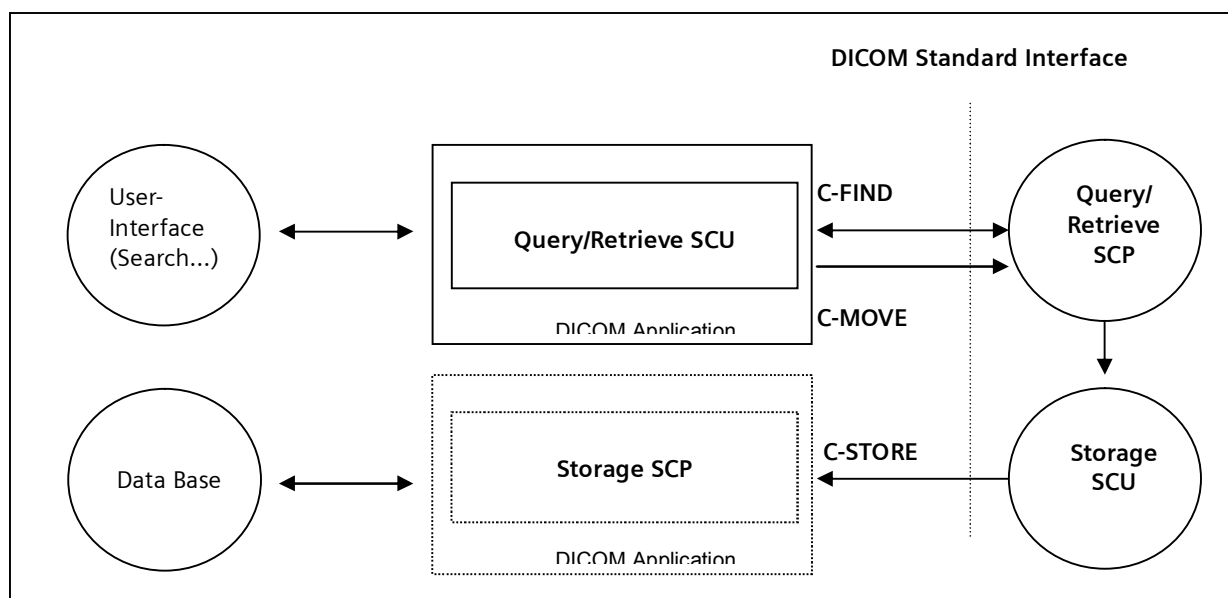 DICOM Standard Interface
User-
Interface
(Search...)
Query/Retrieve SCU
DICOM Application
C-FIND
C-MOVE
Query/
Retrieve
SCP
Data Base
Storage SCP
DICOM Application
C-STORE
Storage
SCU